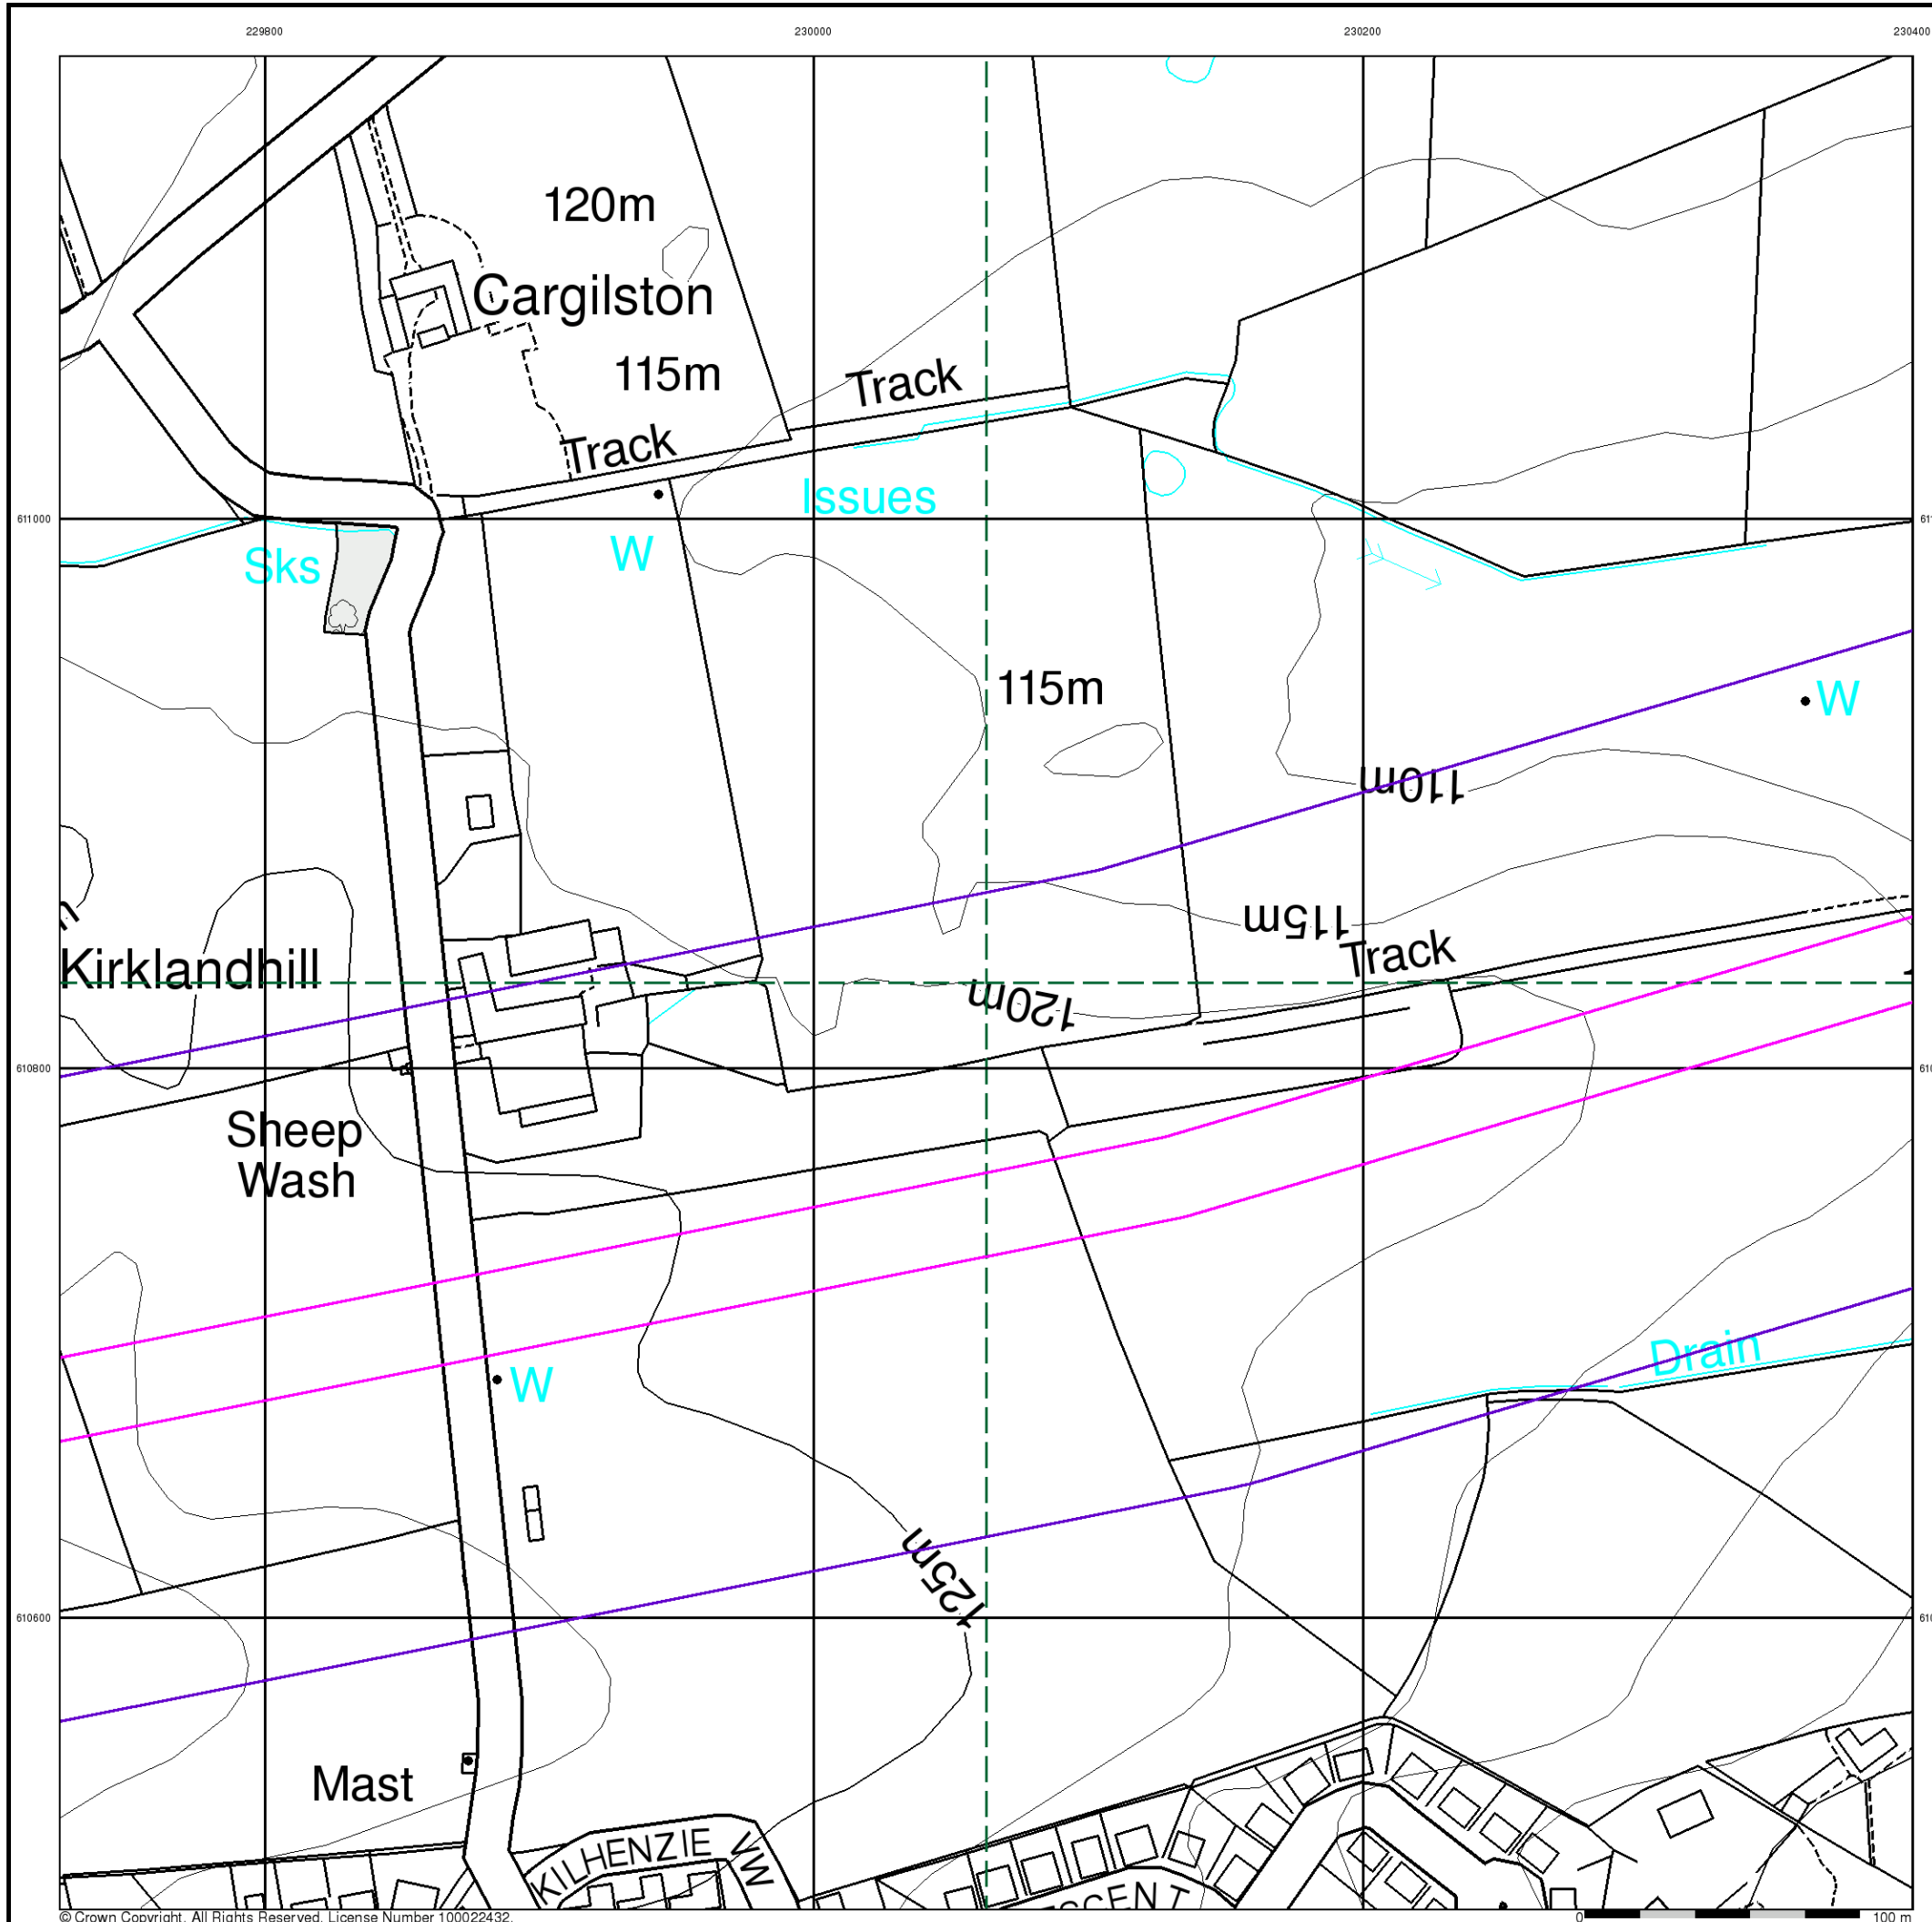 229800 230000 230200 230400
120m
Cargilston
115m
Track
Track
Issues
611000
W
Sks
115m
W
110m
115m
Track
Kirklandhill
120m
610800
Sheep
Wash
Drain
W
125m
610600
Mast
KILHENZIE VW
© Crown Copyright. All Rights Reserved. License Number 100022432.
0 100 m